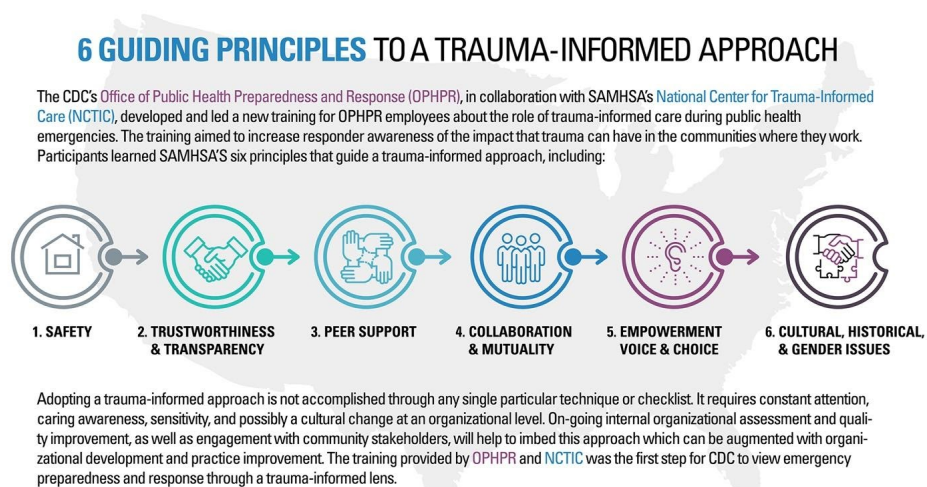 6 GUIDING PRINCIPLES TO A TRAUMA-INFORMED APPROACH
The CDC's Office of Public Health Preparedness and Response (OPHPR), in collaboration with SAMHSA's National Center for Trauma-Informed
Care (NCTIC), developed and led a new training for OPHPR employees about the role of trauma-informed care during public health
emergencies. The training aimed to increase responder awareness of the impact that trauma can have in the communities where they work.
Participants learned SAMHSA'S six principles that guide a trauma-informed approach, including:
1. SAFETY
2. TRUSTWORTHINESS
& TRANSPARENCY
3. PEER SUPPORT
4. COLLABORATION
& MUTUALITY
5. EMPOWERMENT
VOICE & CHOICE
6. CULTURAL, HISTORICAL,
& GENDER ISSUES
Adopting a trauma-informed approach is not accomplished through any single particular technique or checklist. It requires constant attention,
caring awareness, sensitivity, and possibly a cultural change at an organizational level. On-going internal organizational assessment and quali-
ty improvement, as well as engagement with community stakeholders, will help to imbed this approach which can be augmented with organi-
zational development and practice improvement. The training provided by OPHPR and NCTIC was the first step for CDC to view emergency
preparedness and response through a trauma-informed lens.